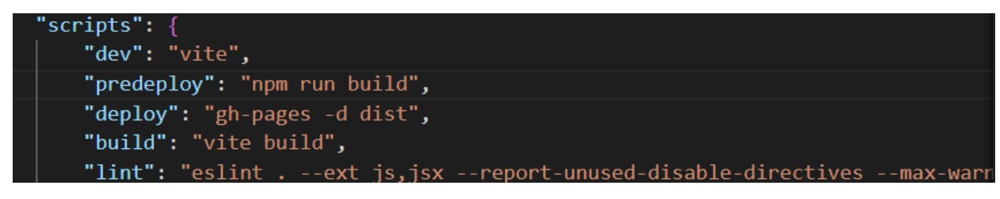 "scripts": {
"dev": "vite",
"predeploy": "npm run build",
"deploy": "gh-pages -d dist",
"build": "vite build",
"lint": "eslint . --ext js,jsx --report-unused-disable-directives --max-warn